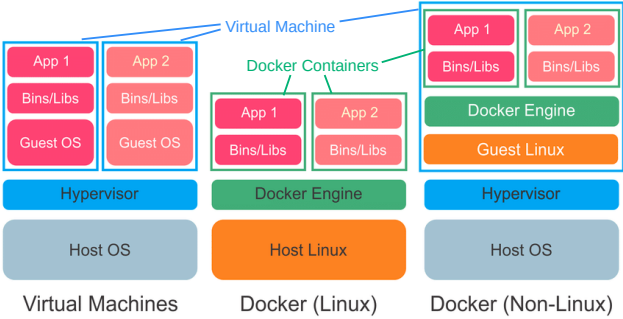 Virtual Machine
Docker Containers
App 1
App 2
Bins/Libs
Bins/Libs
Guest OS
Guest OS
Hypervisor
Host OS
Virtual Machines
App 1
App 2
Bins/Libs
Bins/Libs
Docker Engine
Host Linux
Docker (Linux)
App 1
App 2
Bins/Libs
Bins/Libs
Docker Engine
Guest Linux
Hypervisor
Host OS
Docker (Non-Linux)